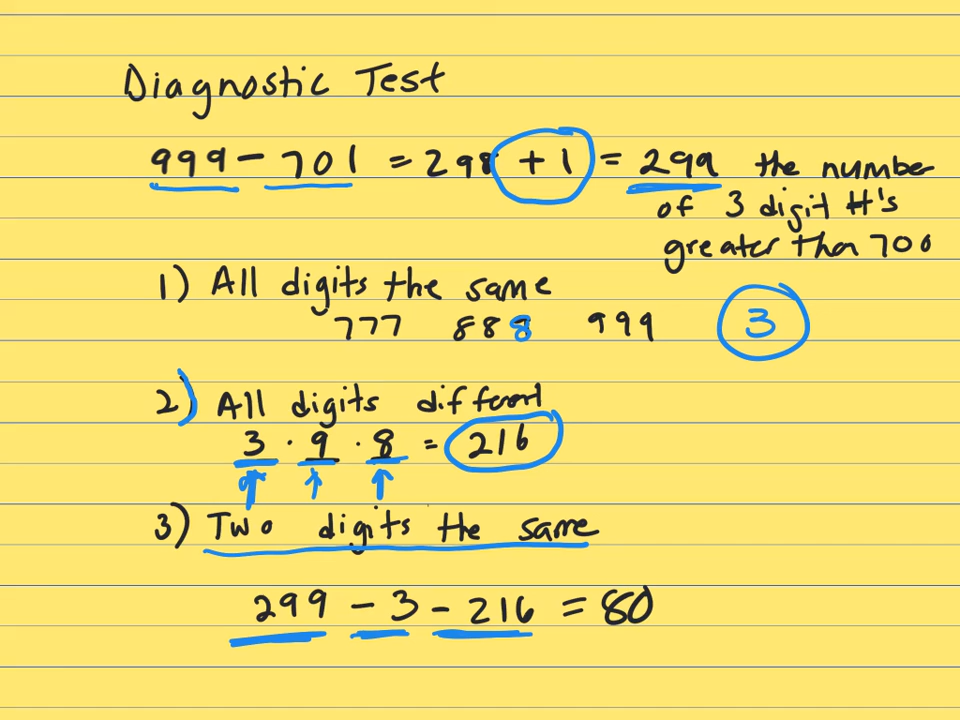 Diagnostic Test
999 - 701 = 298 + 1 = 299 the number
of 3 digit #'s
greater than 700
1) All digits the same
777 888 999 3
2) All digits different
3 · 9 · 8 = 216
3) Two digits the same
299 - 3 - 216 = 80